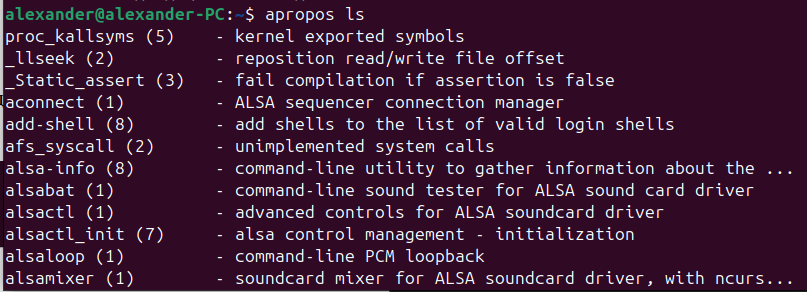 alexander@alexander-PC:~$ apropos ls
proc_kallsyms (5)    - kernel exported symbols
_llseek (2)          - reposition read/write file offset
_Static_assert (3)   - fail compilation if assertion is false
aconnect (1)         - ALSA sequencer connection manager
add-shell (8)        - add shells to the list of valid login shells
afs_syscall (2)      - unimplemented system calls
alsa-info (8)        - command-line utility to gather information about the ...
alsabat (1)          - command-line sound tester for ALSA sound card driver
alsactl (1)          - advanced controls for ALSA soundcard driver
alsactl_init (7)     - alsa control management - initialization
alsaloop (1)         - command-line PCM loopback
alsamixer (1)        - soundcard mixer for ALSA soundcard driver, with ncurs...